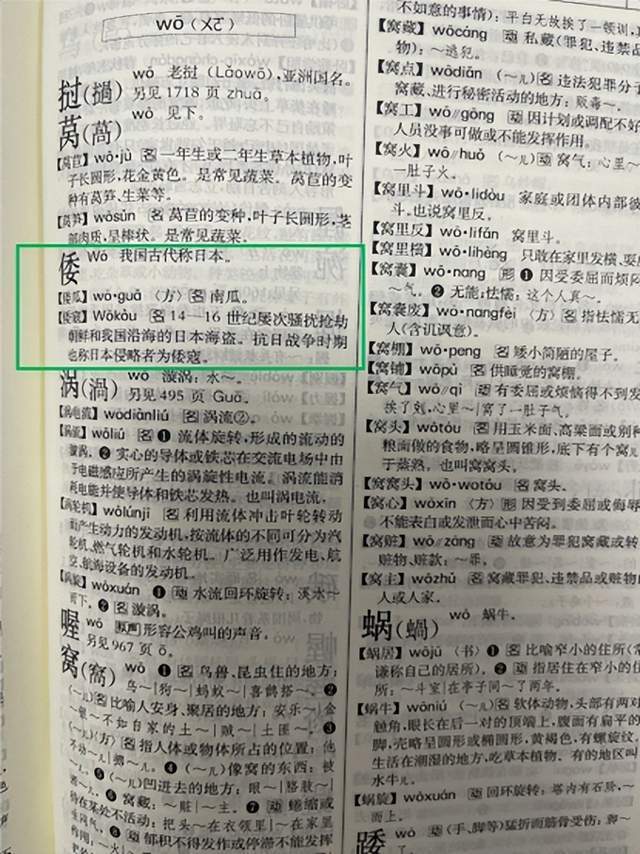 wō (ㄨㄛ)
挝(撾) wō 老挝(Lǎowō),亚洲国名。
另见1718页 zhuā。
莴(萵) wō 见下。
【莴苣】wō·jù 名 一年生或二年生草本植物,叶
子长圆形,花金黄色。是常见蔬菜。莴苣的变
种有莴笋、生菜等。
【莴笋】wōsǔn 名 莴苣的变种,叶子长圆形,茎
部肉质,呈棒状。是常见蔬菜。
倭 Wō 我国古代称日本。
【倭瓜】wō·guā 〈方〉名 南瓜。
【倭寇】Wōkòu 名 14—16世纪屡次骚扰抢劫
朝鲜和我国沿海的日本海盗。抗日战争时期
也称日本侵略者为倭寇。
涡(渦) wō 漩涡:水~。
另见495页 Guō。
【涡电流】wōdiànliú 名 涡流②。
【涡流】wōliú 名 ❶ 流体旋转,形成的流动的
漩涡。❷ 实心的导体或铁芯在交流电场中由
于电磁感应所产生的涡旋性电流。涡流能消
耗电能并使导体和铁芯发热。也叫涡电流。
【涡轮机】wōlúnjī 名 利用流体冲击叶轮转动
而产生动力的发动机,按流体的不同可分为汽
轮机、燃气轮机和水轮机。广泛用作发电、航
空、航海设备的发动机。
【涡旋】wōxuán ❶ 动 水流回环旋转:溪水~
而下。❷ 名 漩涡。
喔 wō 拟声 形容公鸡叫的声音。
另见967页 ō。
窝(窩) wō ❶ 名 鸟兽、昆虫住的地方:
鸟~|狗~|蚂蚁~|喜鹊搭~。❷
(~儿)名 比喻人安身、聚居的地方:安乐~|金
~银~不如自家的土~|贼~|土匪~。❸
(~儿)〈方〉名 指人体或物体所占的位置:他
不动~儿|挪~儿。❹(~儿)像窝的东西:被
~。❺(~儿)凹进去的地方:眼~|胳肢~|
❻ 窝藏:~赃|~主。❼ 动 蜷缩或
待在某处不活动:把头~在衣领里|~在家里
生闷气。❽ 动 郁积不得发作或停滞不能发挥
作用:~火
不如意的事情):平白无故挨了一顿训,
【窝藏】wōcáng 动 私藏(罪犯、违禁品
物):~逃犯。
【窝点】wōdiǎn (~儿)名 违法犯罪分子
窝藏、进行秘密活动的地方:贩毒~。
【窝工】wō//gōng 动 因计划或调配不好
人员没事可做或不能发挥作用。
【窝火】wō//huǒ (~儿)动 窝气:心里~
一肚子火。
【窝里斗】wō·lidòu 家庭或团体内部彼
斗。也说窝里反。
【窝里反】wō·lifǎn 窝里斗。
【窝里横】wō·lihèng 只敢在家里发横、耍
【窝囊】wō·nang 形 ❶ 因受委屈而烦闷
~气。❷ 无能;怯懦:这个人真~。
【窝囊废】wō·nangfèi 〈方〉名 指怯懦无
人(含讥讽意)。
【窝棚】wō·peng 名 矮小简陋的屋子。
【窝铺】wōpù 名 供睡觉的窝棚。
【窝气】wō//qì 动 有委屈或烦恼得不到发
挨了剋,心里~|窝了一肚子气。
【窝头】wōtóu 名 用玉米面、高粱面或别种
粮面做的食物,略呈圆锥形,底下有个窝儿
于蒸熟,也叫窝窝头。
【窝窝头】wō·wotóu 名 窝头。
【窝心】wōxīn 〈方〉形 因受到委屈或侮辱
不能表白或发泄而心中苦闷。
【窝赃】wō//zāng 动 故意为罪犯窝藏或转
赃物、赃款:~罪。
【窝主】wōzhǔ 名 窝藏罪犯、违禁品或赃物的
人或人家。
蜗(蝸) wō 蜗牛。
【蜗居】wōjū 〈书〉❶ 名 比喻窄小的住所(常
谦称自己的居所)。❷ 动 指居住在窄小的住
所:~斗室|在亭子间~了两年。
【蜗牛】wōniú 名 软体动物,头部有两对
触角,眼长在后一对的顶端上,腹面有扁平的
脚,壳略呈圆形或椭圆形,黄褐色,有螺旋纹
生活在潮湿的地方,吃草本植物。有的地区叫
水牛儿。
【蜗旋】wōxuán 动 回环旋转:塔内有石阶,~
而上。
踒 wō 动 (手、脚等)猛折而筋骨受伤:脚~